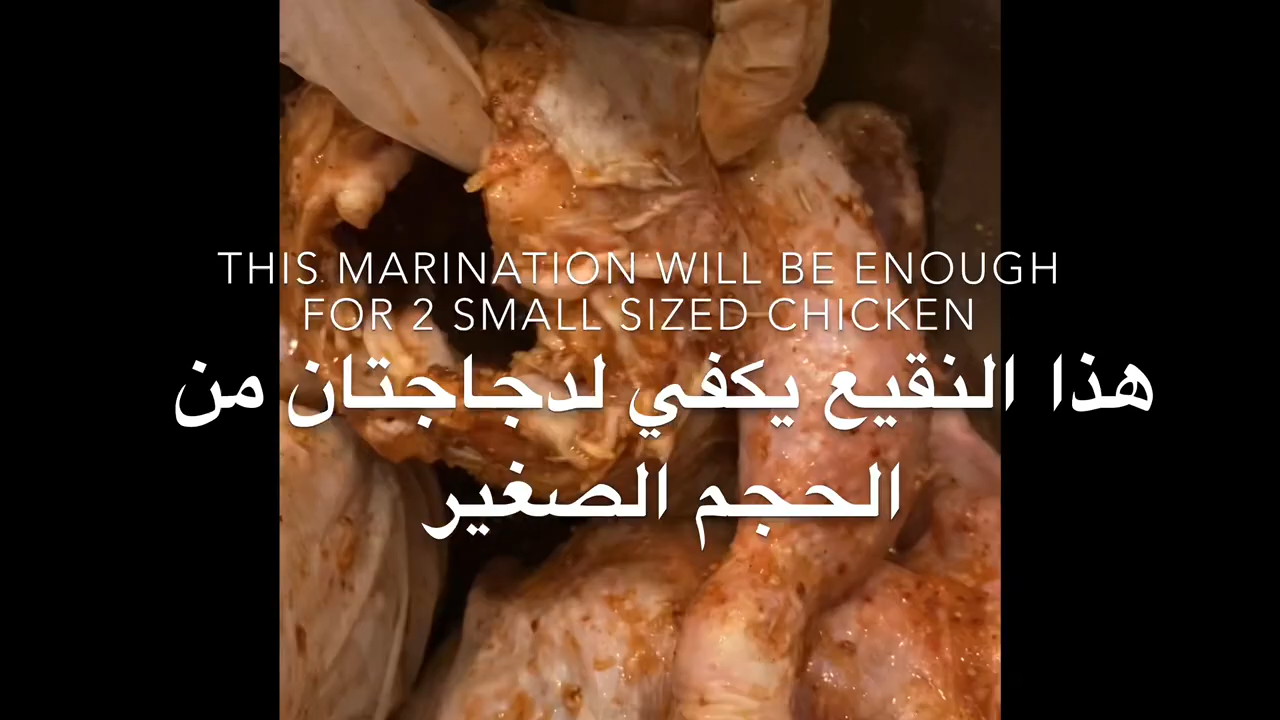 THIS MARINATION WILL BE ENOUGH
FOR 2 SMALL SIZED CHICKEN
هذا النقيع يكفي لدجاجتان من
الحجم الصغير